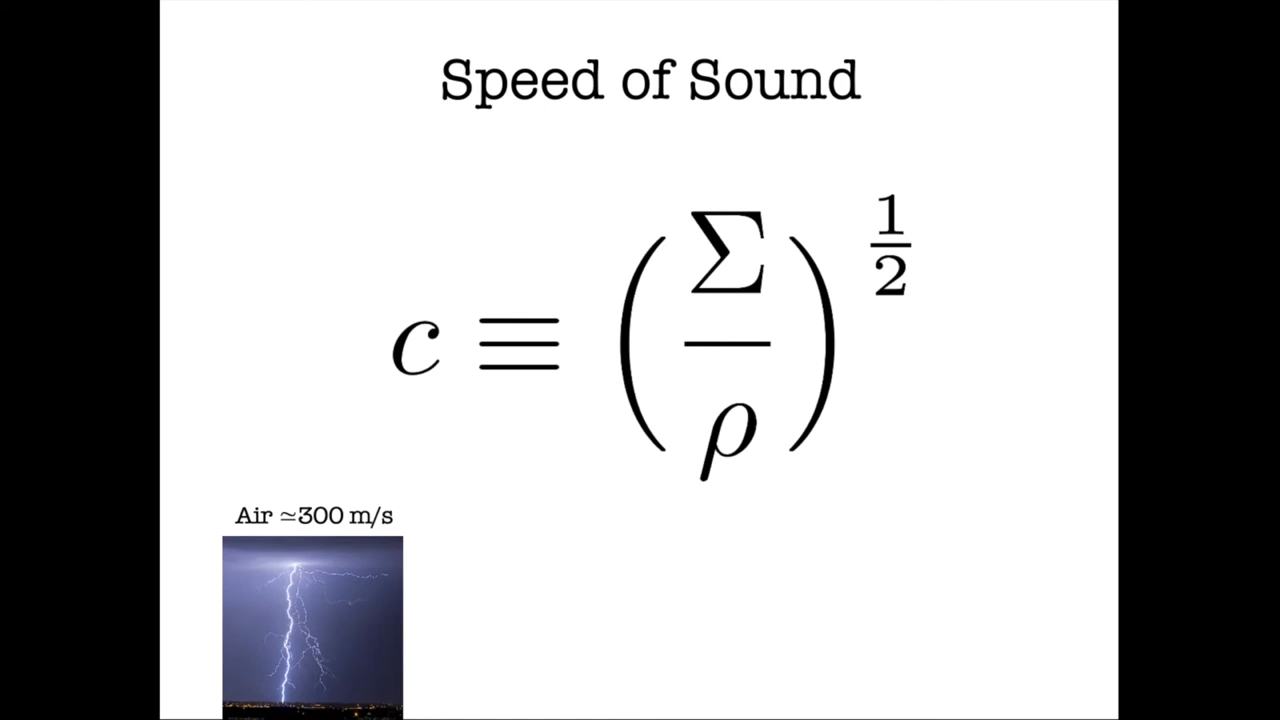 Speed of Sound
c ≡ (Σ/ρ)^(1/2)
Air ≃300 m/s